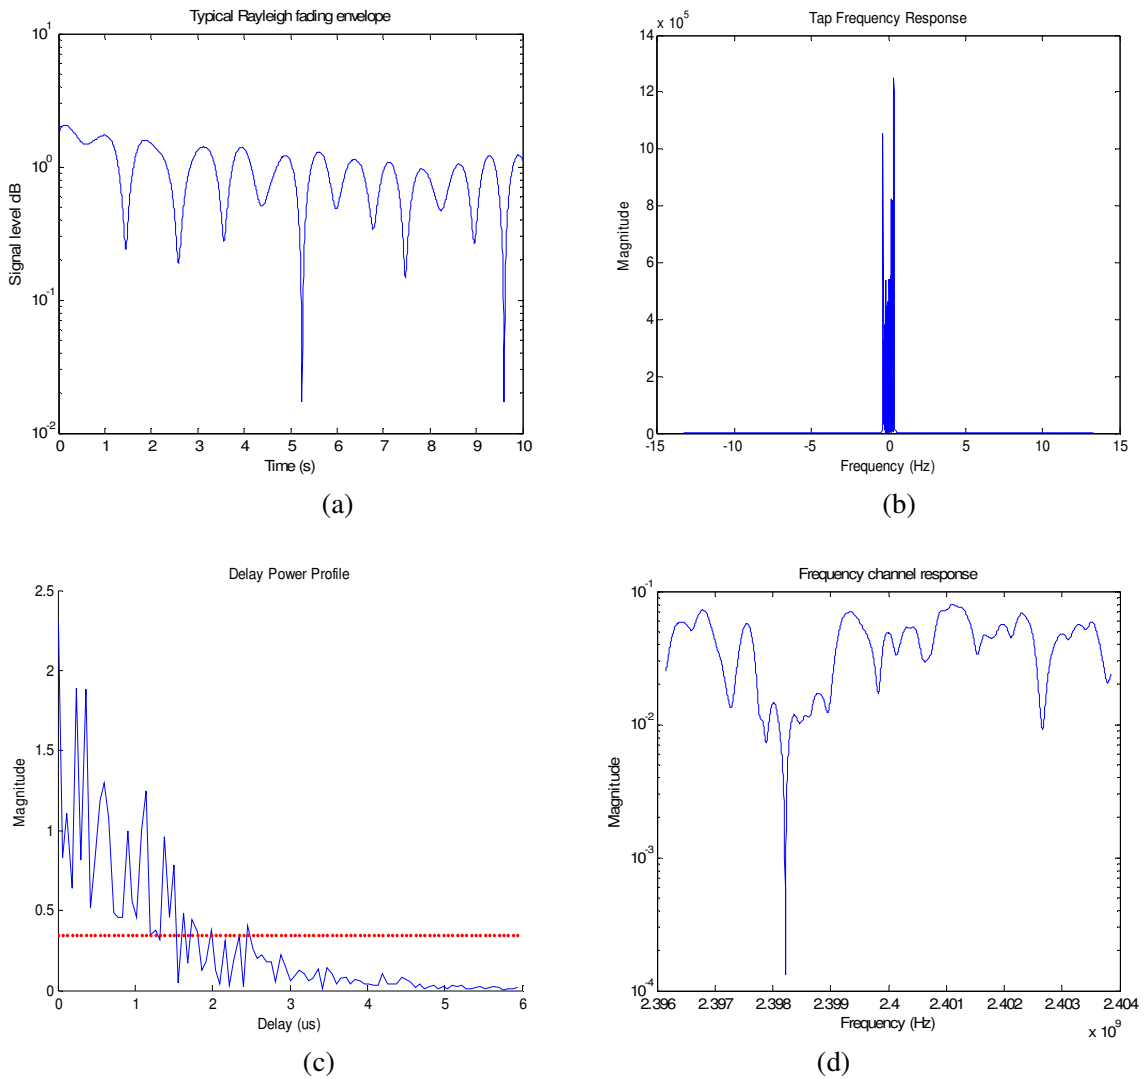 Typical Rayleigh fading envelope
10^1
10^0
10^-1
10^-2
Signal level dB
0 1 2 3 4 5 6 7 8 9 10
Time (s)
(a)
Tap Frequency Response
x 10^5
14
12
10
8
6
4
2
0
Magnitude
-15 -10 -5 0 5 10 15
Frequency (Hz)
(b)
Delay Power Profile
2.5
2
1.5
1
0.5
0
Magnitude
0 1 2 3 4 5 6
Delay (us)
(c)
Frequency channel response
10^-1
10^-2
10^-3
10^-4
Magnitude
2.396 2.397 2.398 2.399 2.4 2.401 2.402 2.403 2.404
Frequency (Hz)
x 10^9
(d)